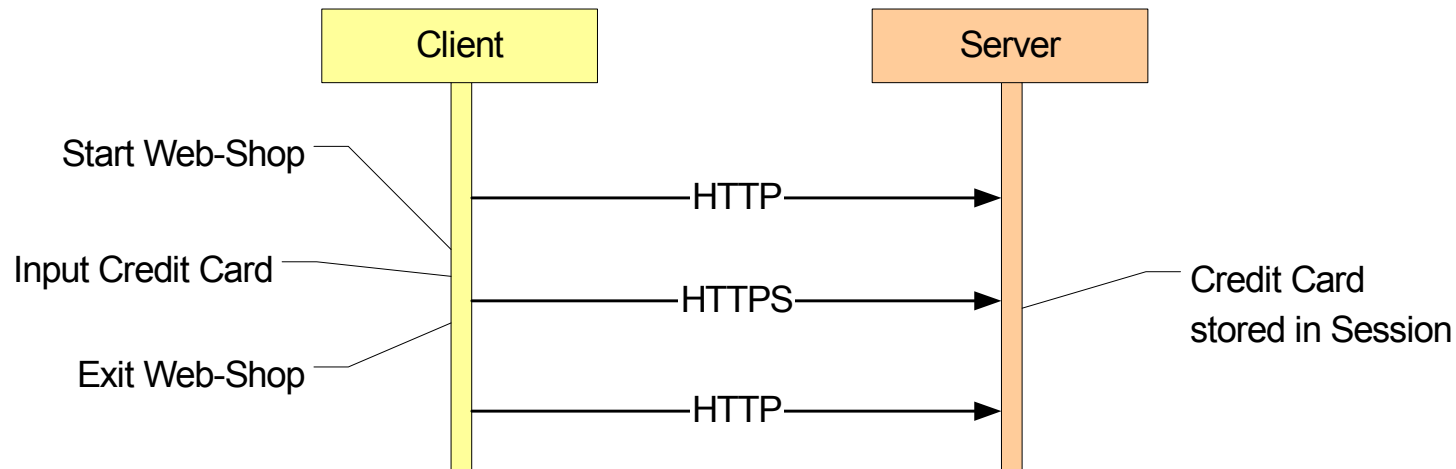 Client
Server
Start Web-Shop
HTTP
Input Credit Card
HTTPS
Credit Card
stored in Session
Exit Web-Shop
HTTP